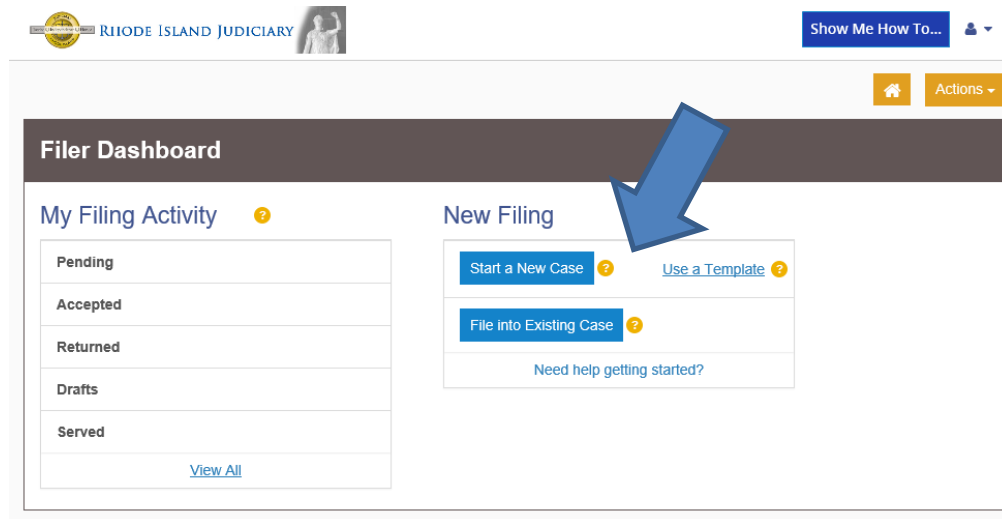 RHODE ISLAND JUDICIARY
Show Me How To...
Actions
Filer Dashboard
My Filing Activity ?
Pending
Accepted
Returned
Drafts
Served
View All
New Filing
Start a New Case ? Use a Template ?
File into Existing Case ?
Need help getting started?